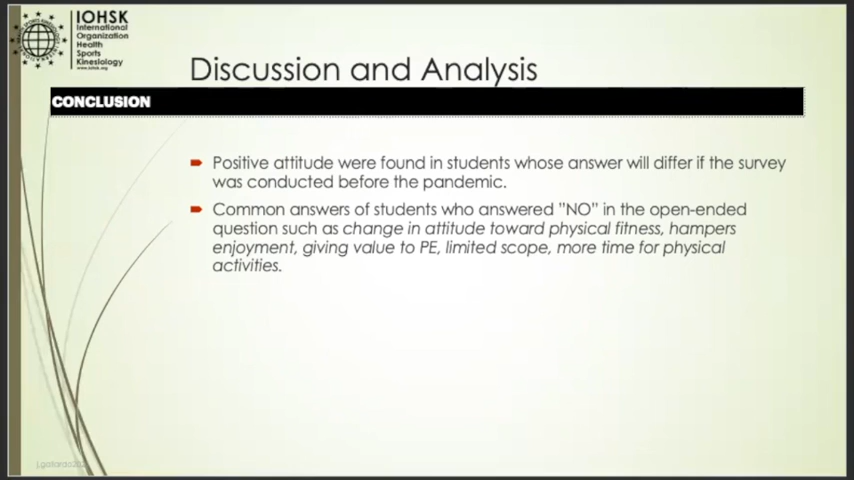 IOHSK
International
Organization
Health
Sports
Kinesiology
www.iohsk.org
Discussion and Analysis
CONCLUSION
Positive attitude were found in students whose answer will differ if the survey
was conducted before the pandemic.
Common answers of students who answered "NO" in the open-ended
question such as change in attitude toward physical fitness, hampers
enjoyment, giving value to PE, limited scope, more time for physical
activities.